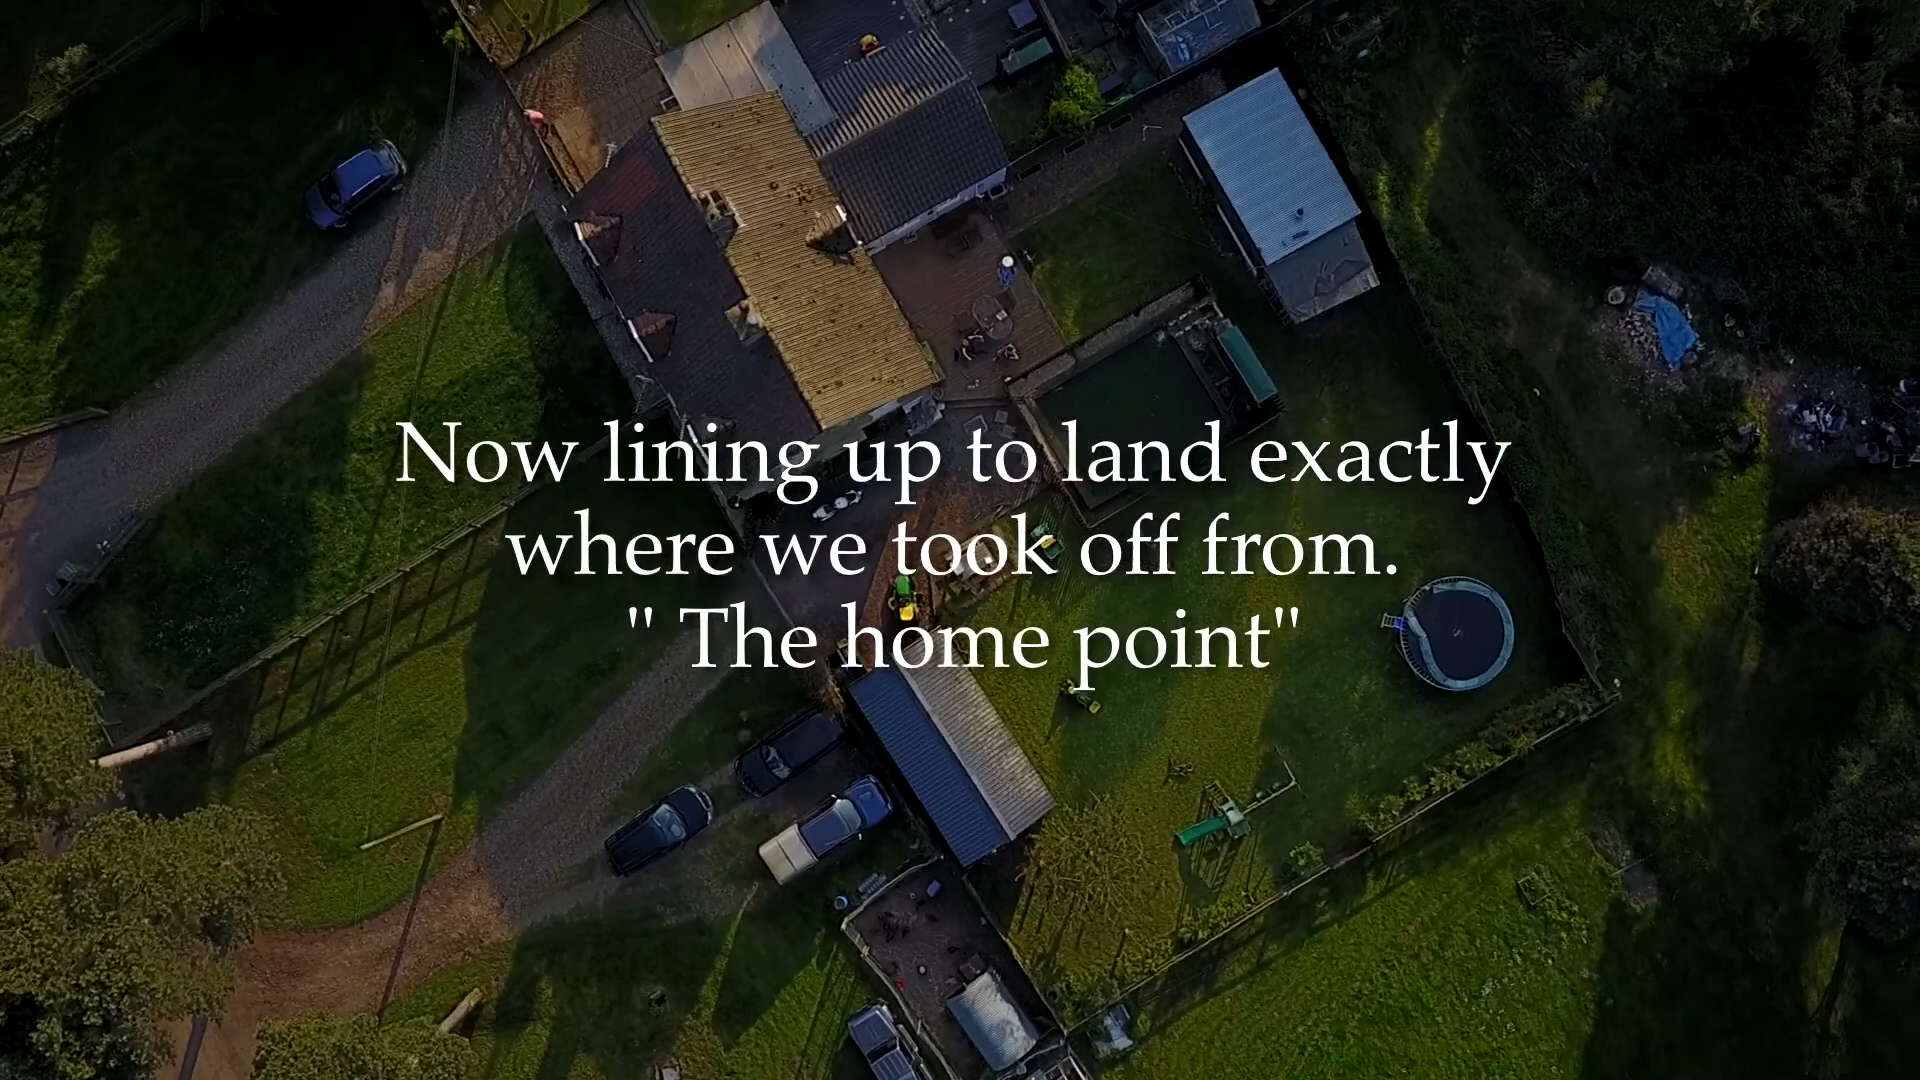 Now lining up to land exactly
where we took off from.
" The home point"